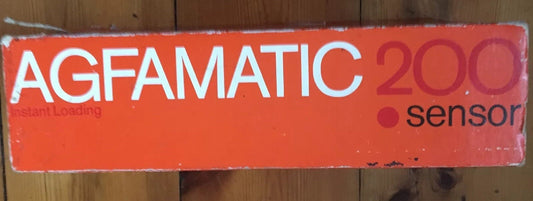 AGFAMATIC 200
Instant Loading
sensor